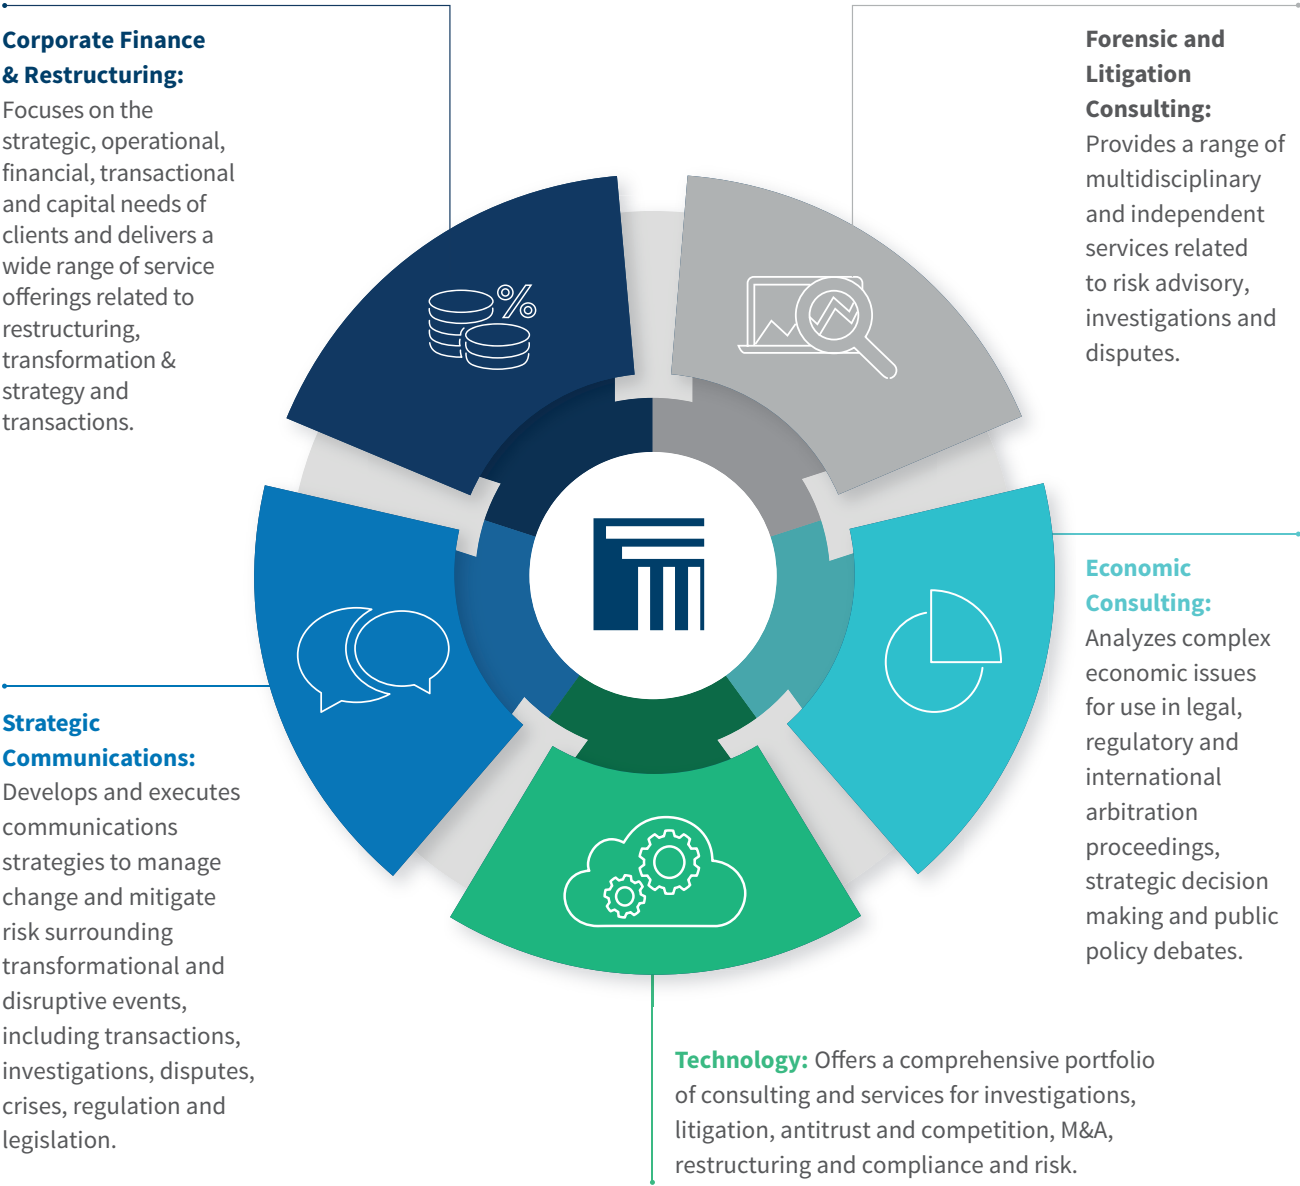 Corporate Finance
& Restructuring:
Focuses on the
strategic, operational,
financial, transactional
and capital needs of
clients and delivers a
wide range of service
offerings related to
restructuring,
transformation &
strategy and
transactions.
Forensic and
Litigation
Consulting:
Provides a range of
multidisciplinary
and independent
services related
to risk advisory,
investigations and
disputes.
%
Economic
Consulting:
Analyzes complex
economic issues
for use in legal,
regulatory and
international
arbitration
proceedings,
strategic decision
making and public
policy debates.
Strategic
Communications:
Develops and executes
communications
strategies to manage
change and mitigate
risk surrounding
transformational and
disruptive events,
including transactions,
investigations, disputes,
crises, regulation and
legislation.
Technology: Offers a comprehensive portfolio
of consulting and services for investigations,
litigation, antitrust and competition, M&A,
restructuring and compliance and risk.